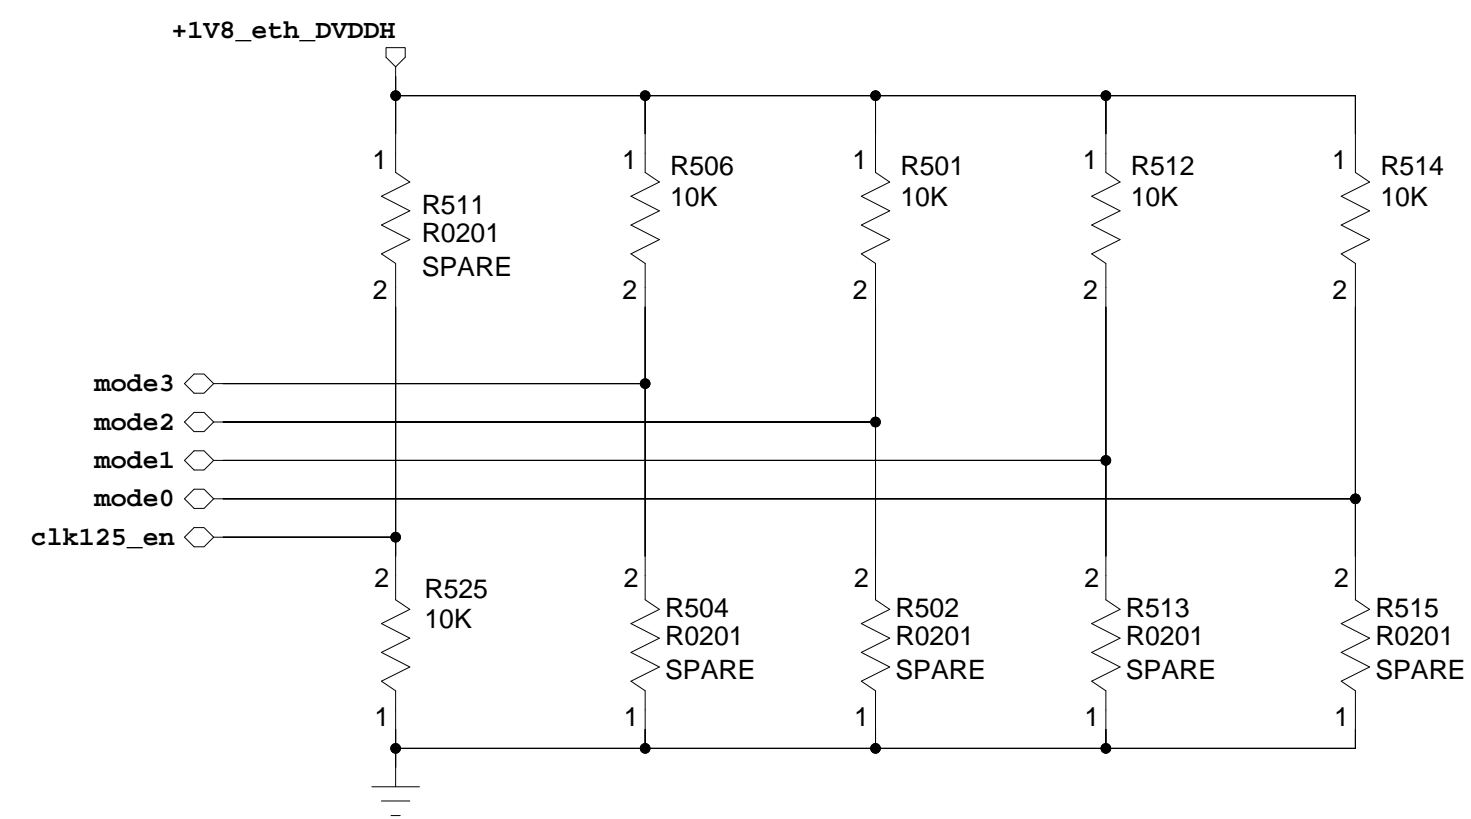 +1V8_eth_DVDDH
1
R506
10K
1
R501
10K
1
R512
10K
1
R514
10K
1
R511
R0201
SPARE
2
2
2
2
2
mode3
mode2
mode1
mode0
clk125_en
2
R525
10K
2
R504
R0201
SPARE
2
R502
R0201
SPARE
2
R513
R0201
SPARE
2
R515
R0201
SPARE
1
1
1
1
1